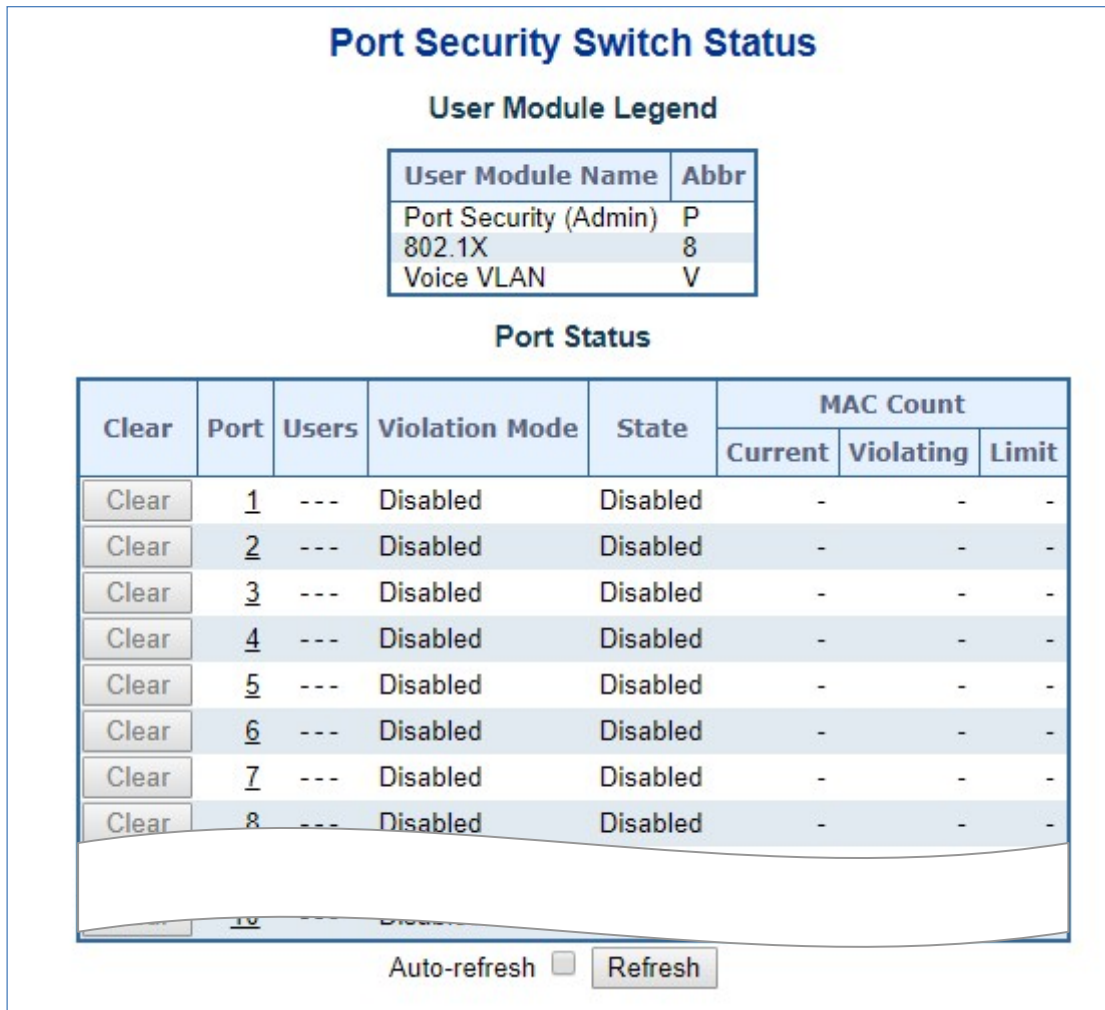 Port Security Switch Status
User Module Legend
User Module Name Abbr
Port Security (Admin) P
802.1X 8
Voice VLAN V
Port Status
Clear Port Users Violation Mode State MAC Count
Current Violating Limit
Clear 1 --- Disabled Disabled - - -
Clear 2 --- Disabled Disabled - - -
Clear 3 --- Disabled Disabled - - -
Clear 4 --- Disabled Disabled - - -
Clear 5 --- Disabled Disabled - - -
Clear 6 --- Disabled Disabled - - -
Clear 7 --- Disabled Disabled - - -
Clear 8 --- Disabled Disabled - - -
Auto-refresh Refresh